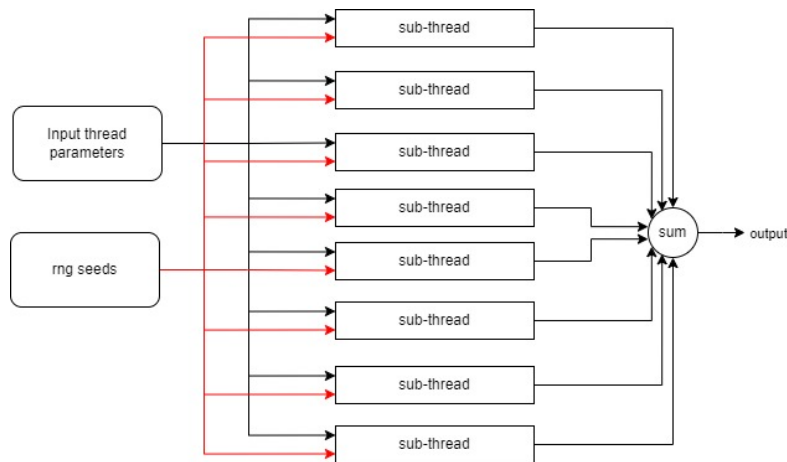 sub-thread
sub-thread
Input thread
parameters
sub-thread
sub-thread
sum
output
rng seeds
sub-thread
sub-thread
sub-thread
sub-thread